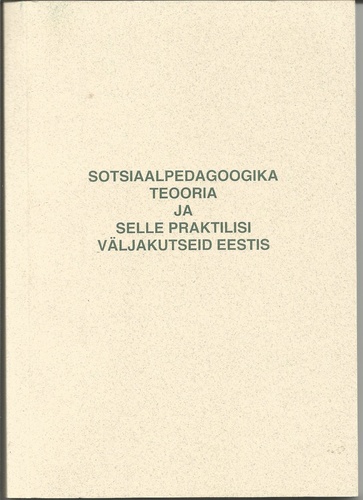 SOTSIAALPEDAGOOGIKA
TEOORIA
JA
SELLE PRAKTILISI
VÄLJAKUTSEID EESTIS